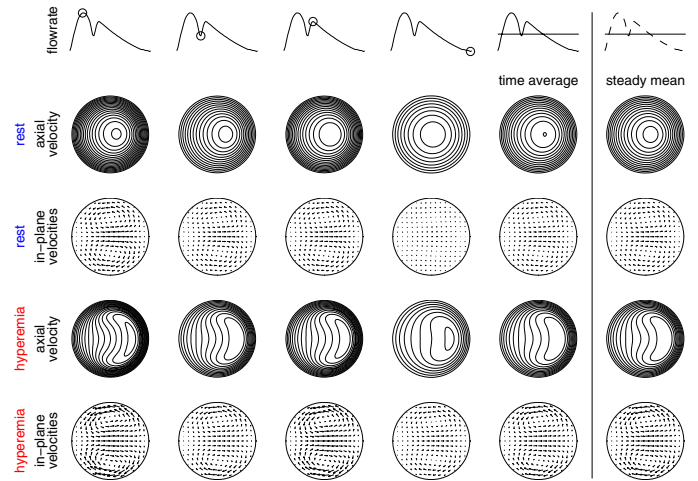 flowrate
time average
steady mean
rest
axial
velocity
rest
in-plane
velocities
hyperemia
axial
velocity
hyperemia
in-plane
velocities